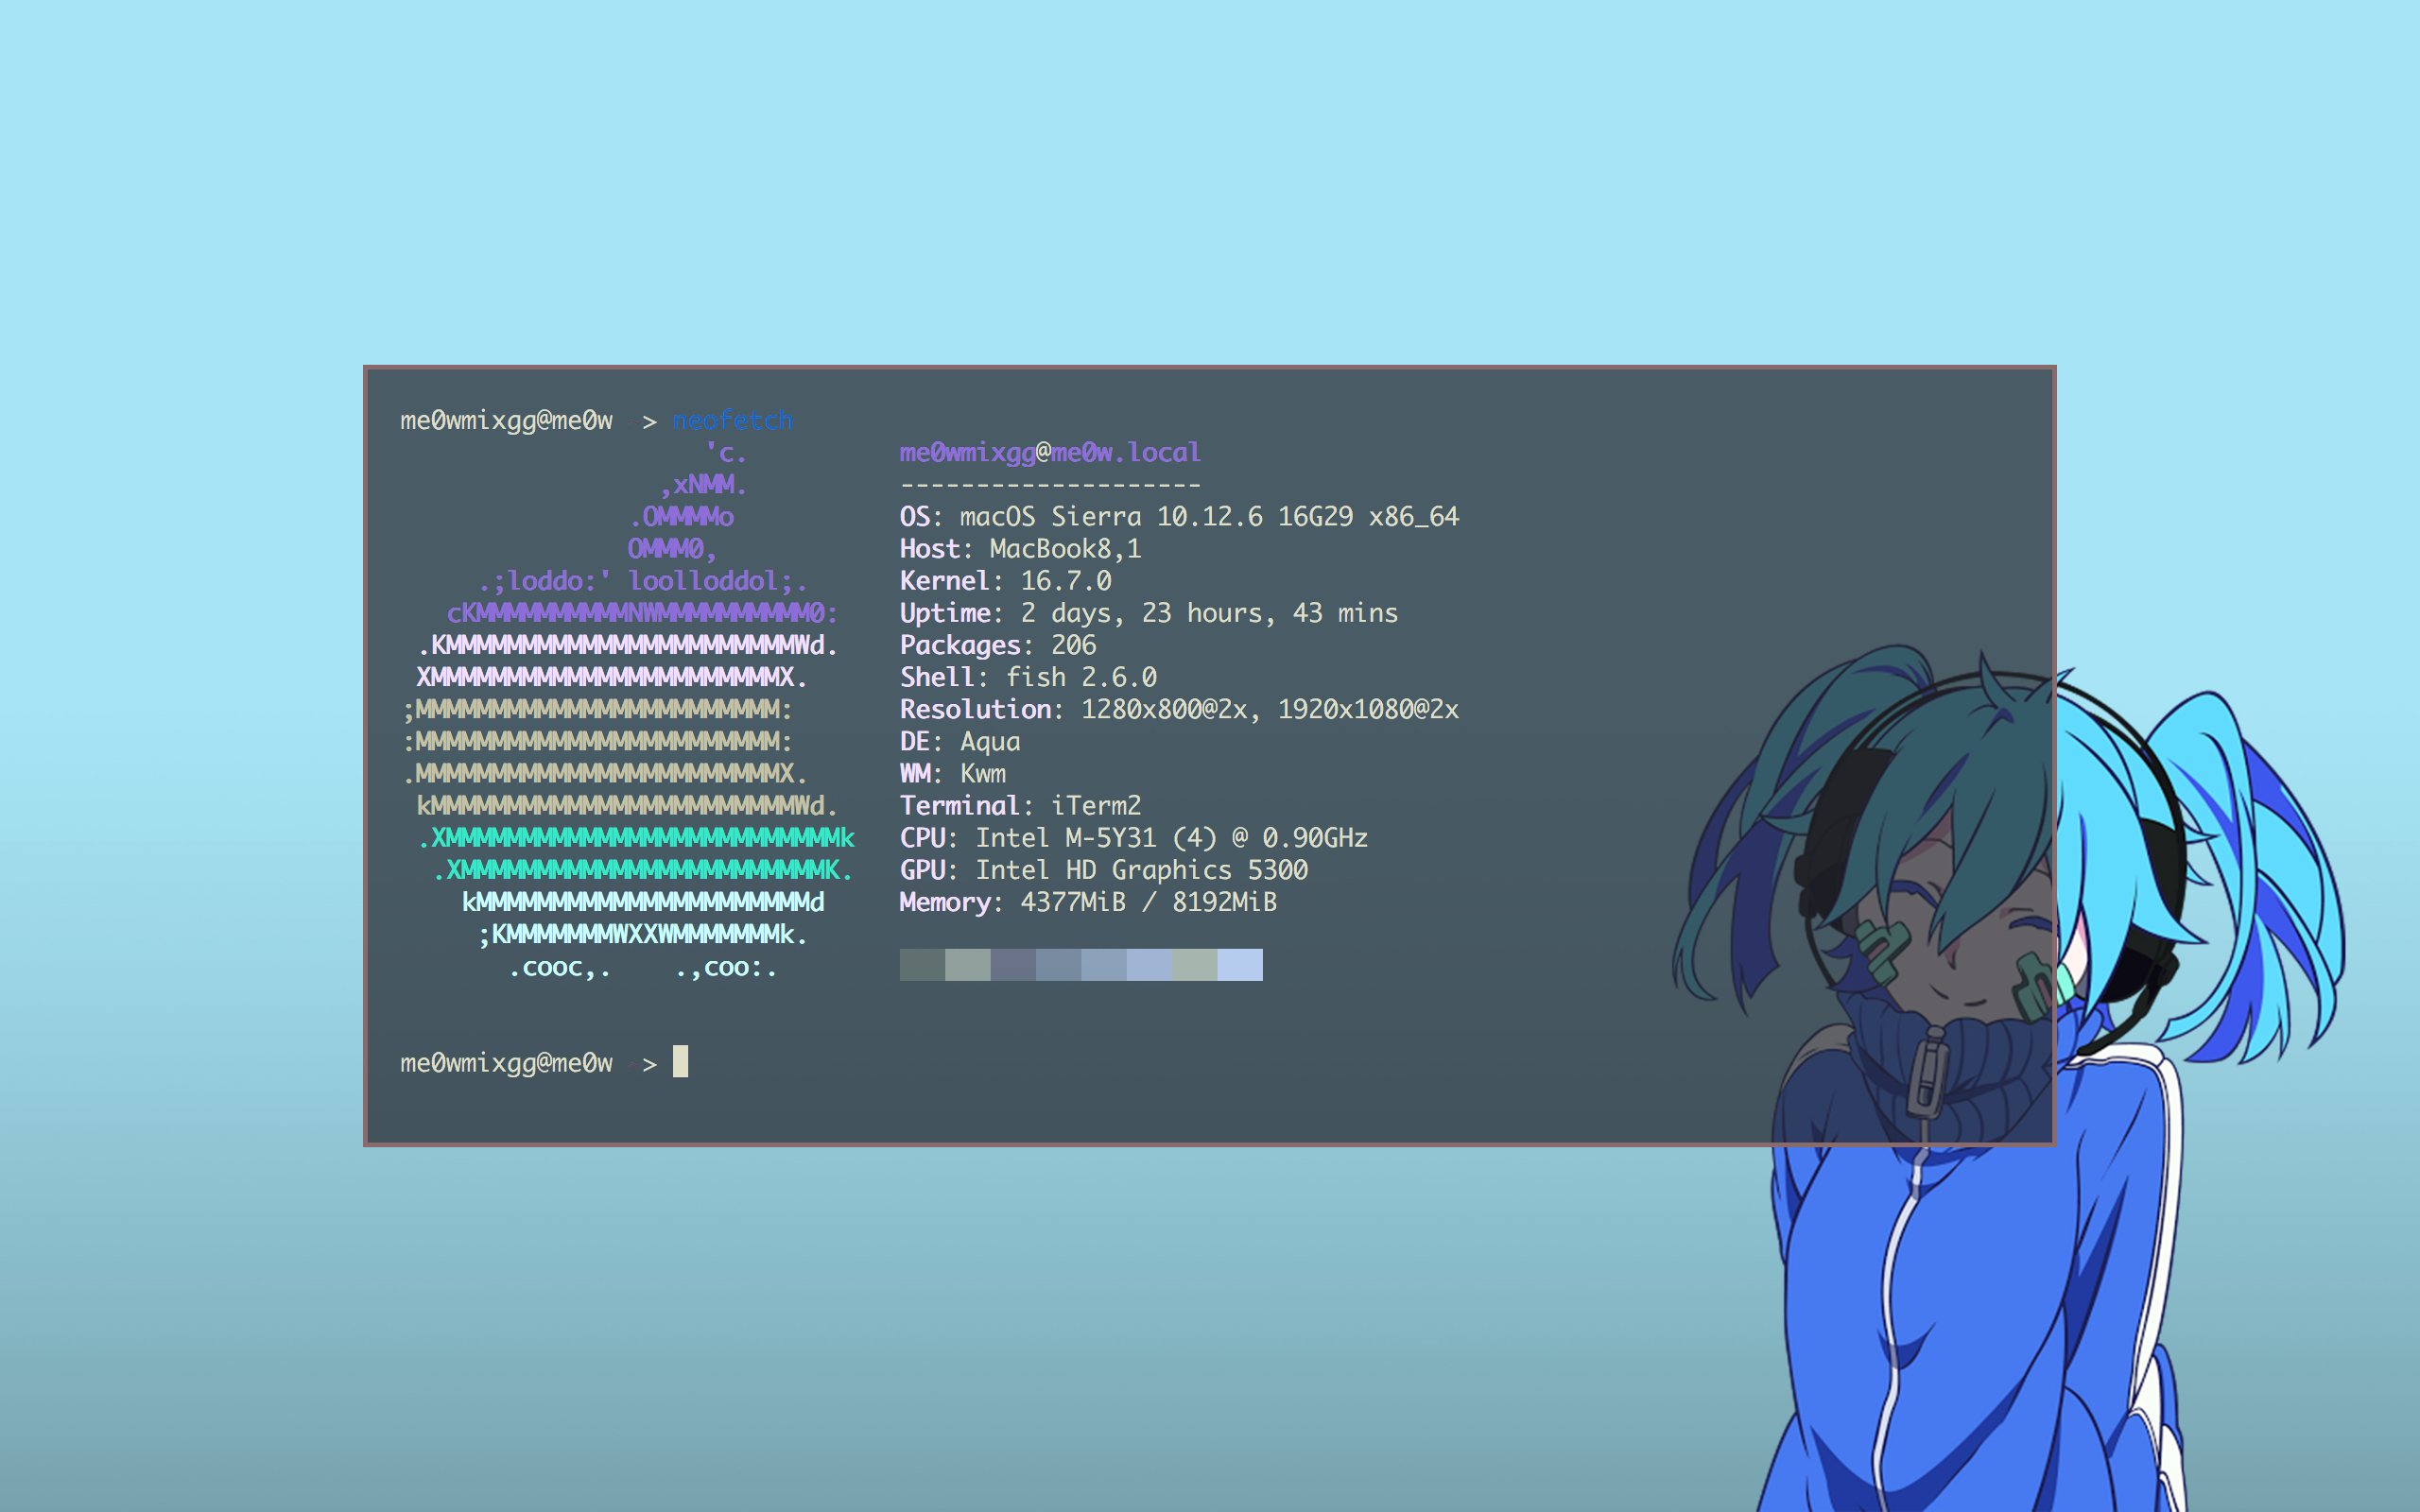 me0wmixgg@me0w > neofetch
'c. me0wmixgg@me0w.local
,xNMM. --------------------
.OMMMMo OS: macOS Sierra 10.12.6 16G29 x86_64
OMMM0, Host: MacBook8,1
.;loddo:' loolloddol;. Kernel: 16.7.0
cKMMMMMMMMMMNWMMMMMMMMMM0: Uptime: 2 days, 23 hours, 43 mins
.KMMMMMMMMMMMMMMMMMMMMMMMWd. Packages: 206
XMMMMMMMMMMMMMMMMMMMMMMMX. Shell: fish 2.6.0
;MMMMMMMMMMMMMMMMMMMMMMMM: Resolution: 1280x800@2x, 1920x1080@2x
:MMMMMMMMMMMMMMMMMMMMMMMM: DE: Aqua
.MMMMMMMMMMMMMMMMMMMMMMMMX. WM: Kwm
kMMMMMMMMMMMMMMMMMMMMMMMMWd. Terminal: iTerm2
.XMMMMMMMMMMMMMMMMMMMMMMMMMMk CPU: Intel M-5Y31 (4) @ 0.90GHz
.XMMMMMMMMMMMMMMMMMMMMMMMMK. GPU: Intel HD Graphics 5300
kMMMMMMMMMMMMMMMMMMMMMMd Memory: 4377MiB / 8192MiB
;KMMMMMMMWXXWMMMMMMMk.
.cooc,. .,coo:.
me0wmixgg@me0w >